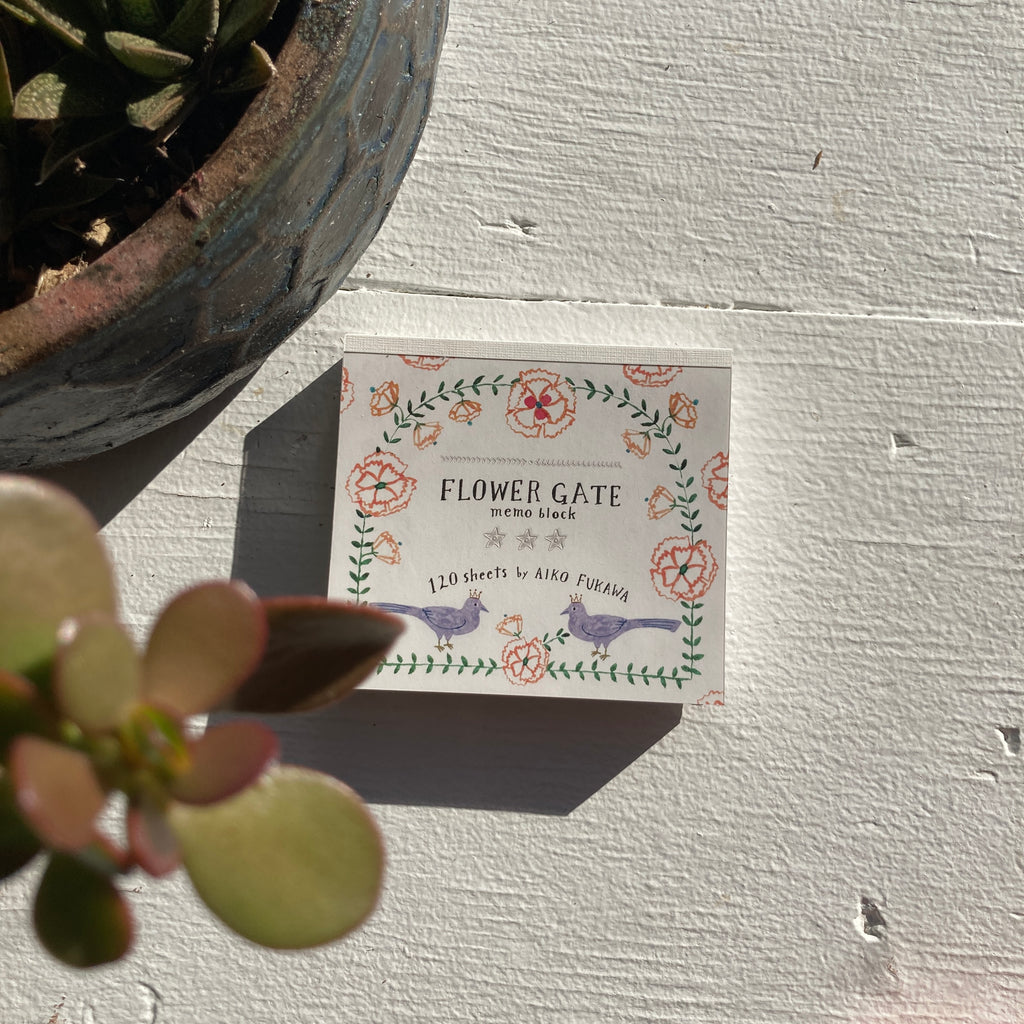 FLOWER GATE
memo block
120 sheets by AIKO FUKAWA